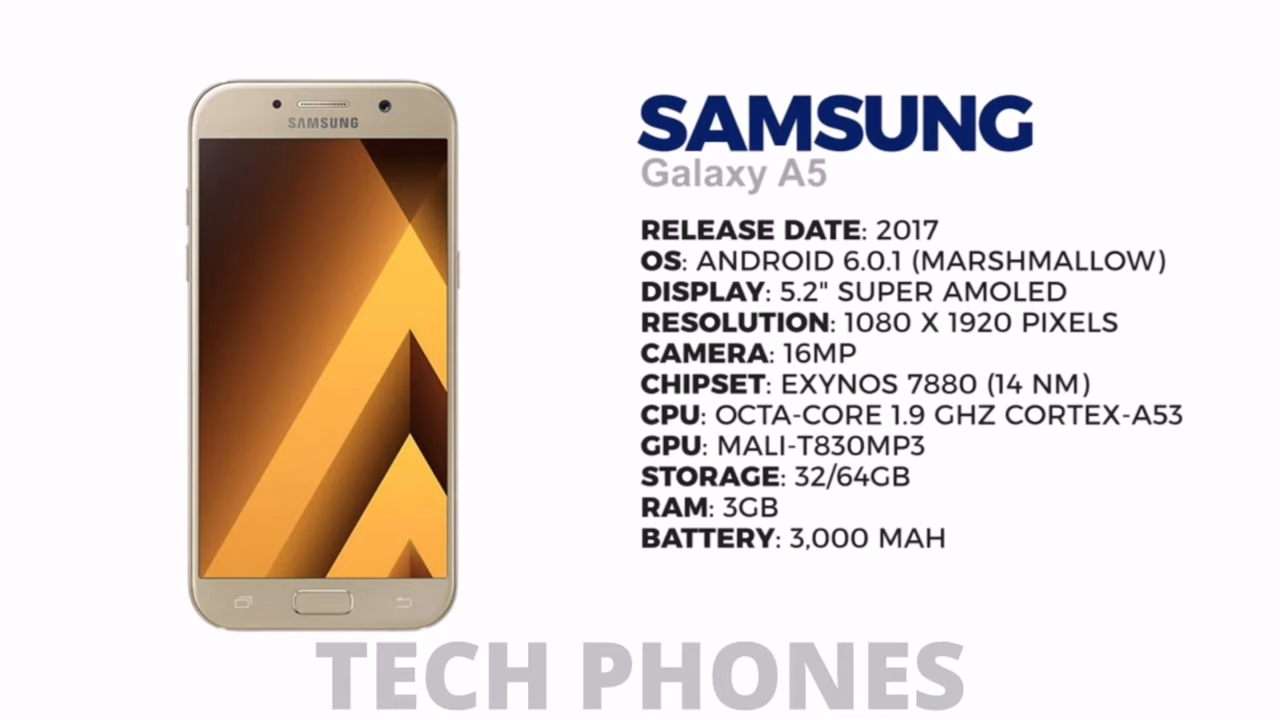 SAMSUNG
SAMSUNG
Galaxy A5
RELEASE DATE: 2017
OS: ANDROID 6.0.1 (MARSHMALLOW)
DISPLAY: 5.2" SUPER AMOLED
RESOLUTION: 1080 X 1920 PIXELS
CAMERA: 16MP
CHIPSET: EXYNOS 7880 (14 NM)
CPU: OCTA-CORE 1.9 GHZ CORTEX-A53
GPU: MALI-T830MP3
STORAGE: 32/64GB
RAM: 3GB
BATTERY: 3,000 MAH
TECH PHONES